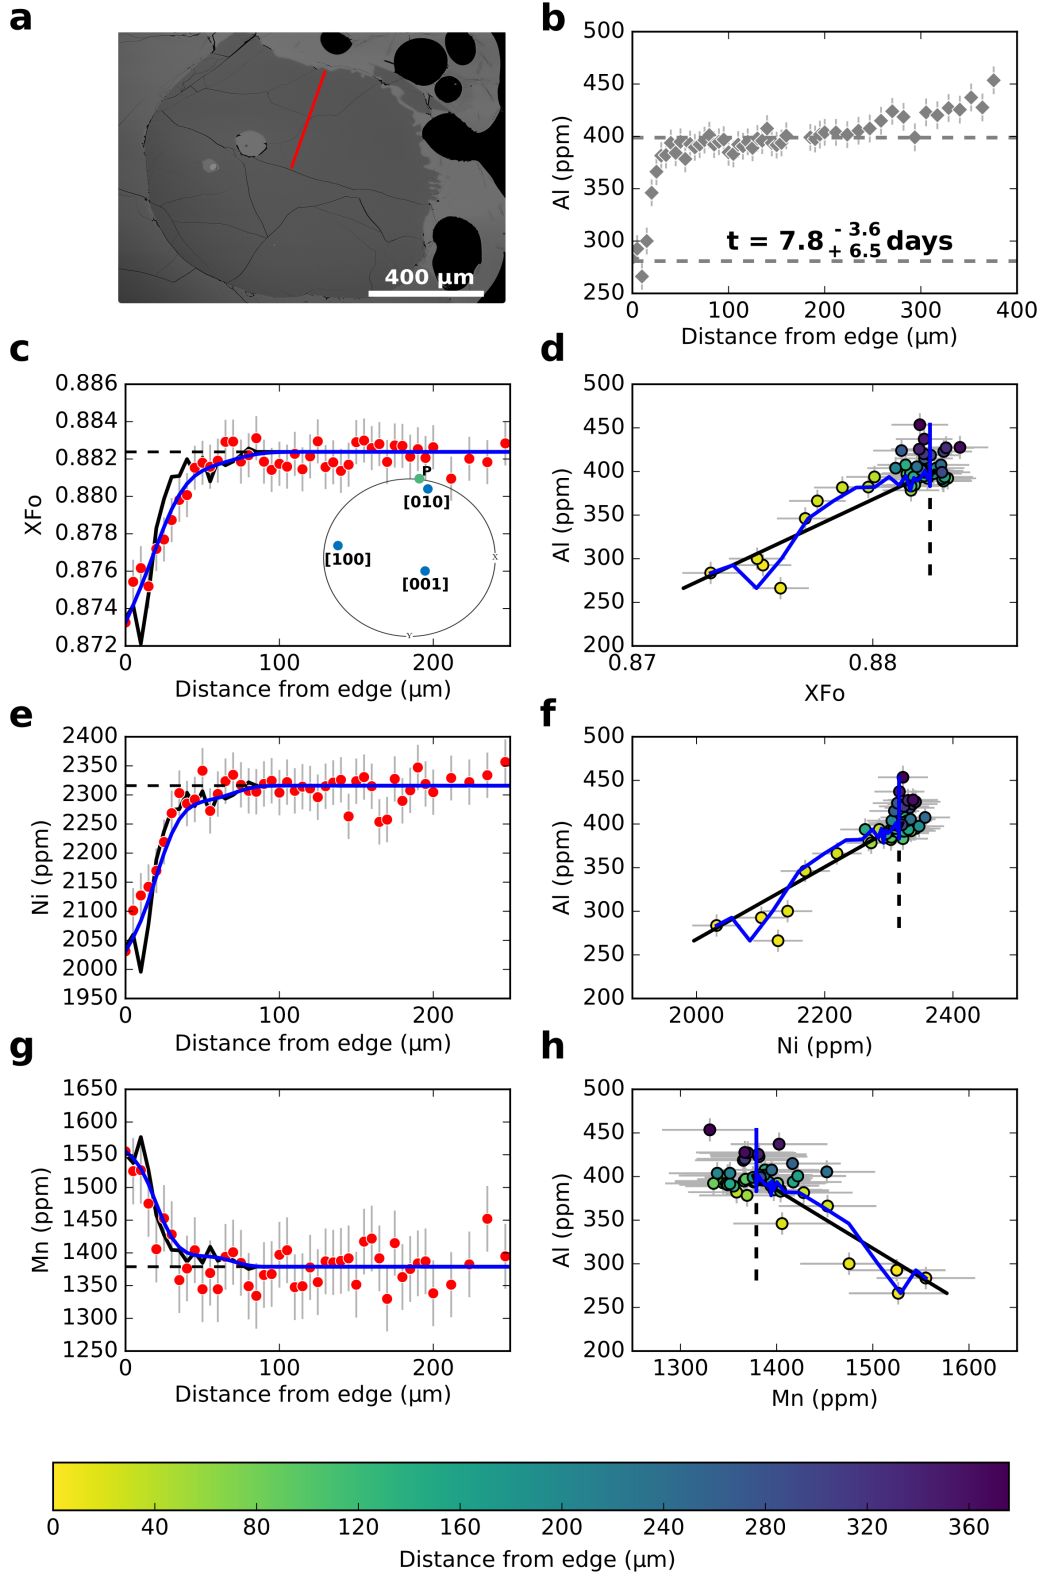 a
400 µm
b
500
450
400
350
300
250
Al (ppm)
t = 7.8 - 3.6 + 6.5 days
0 100 200 300 400
Distance from edge (µm)
c
0.886
0.884
0.882
0.880
0.878
0.876
0.874
0.872
XFo
P
[010]
[100]
X
[001]
Y
0 100 200
Distance from edge (µm)
d
500
450
400
350
300
250
200
Al (ppm)
0.87 0.88
XFo
e
2400
2350
2300
2250
2200
2150
2100
2050
2000
1950
Ni (ppm)
0 100 200
Distance from edge (µm)
f
500
450
400
350
300
250
200
Al (ppm)
2000 2200 2400
Ni (ppm)
g
1650
1600
1550
1500
1450
1400
1350
1300
1250
Mn (ppm)
0 100 200
Distance from edge (µm)
h
500
450
400
350
300
250
200
Al (ppm)
1300 1400 1500 1600
Mn (ppm)
0 40 80 120 160 200 240 280 320 360
Distance from edge (µm)